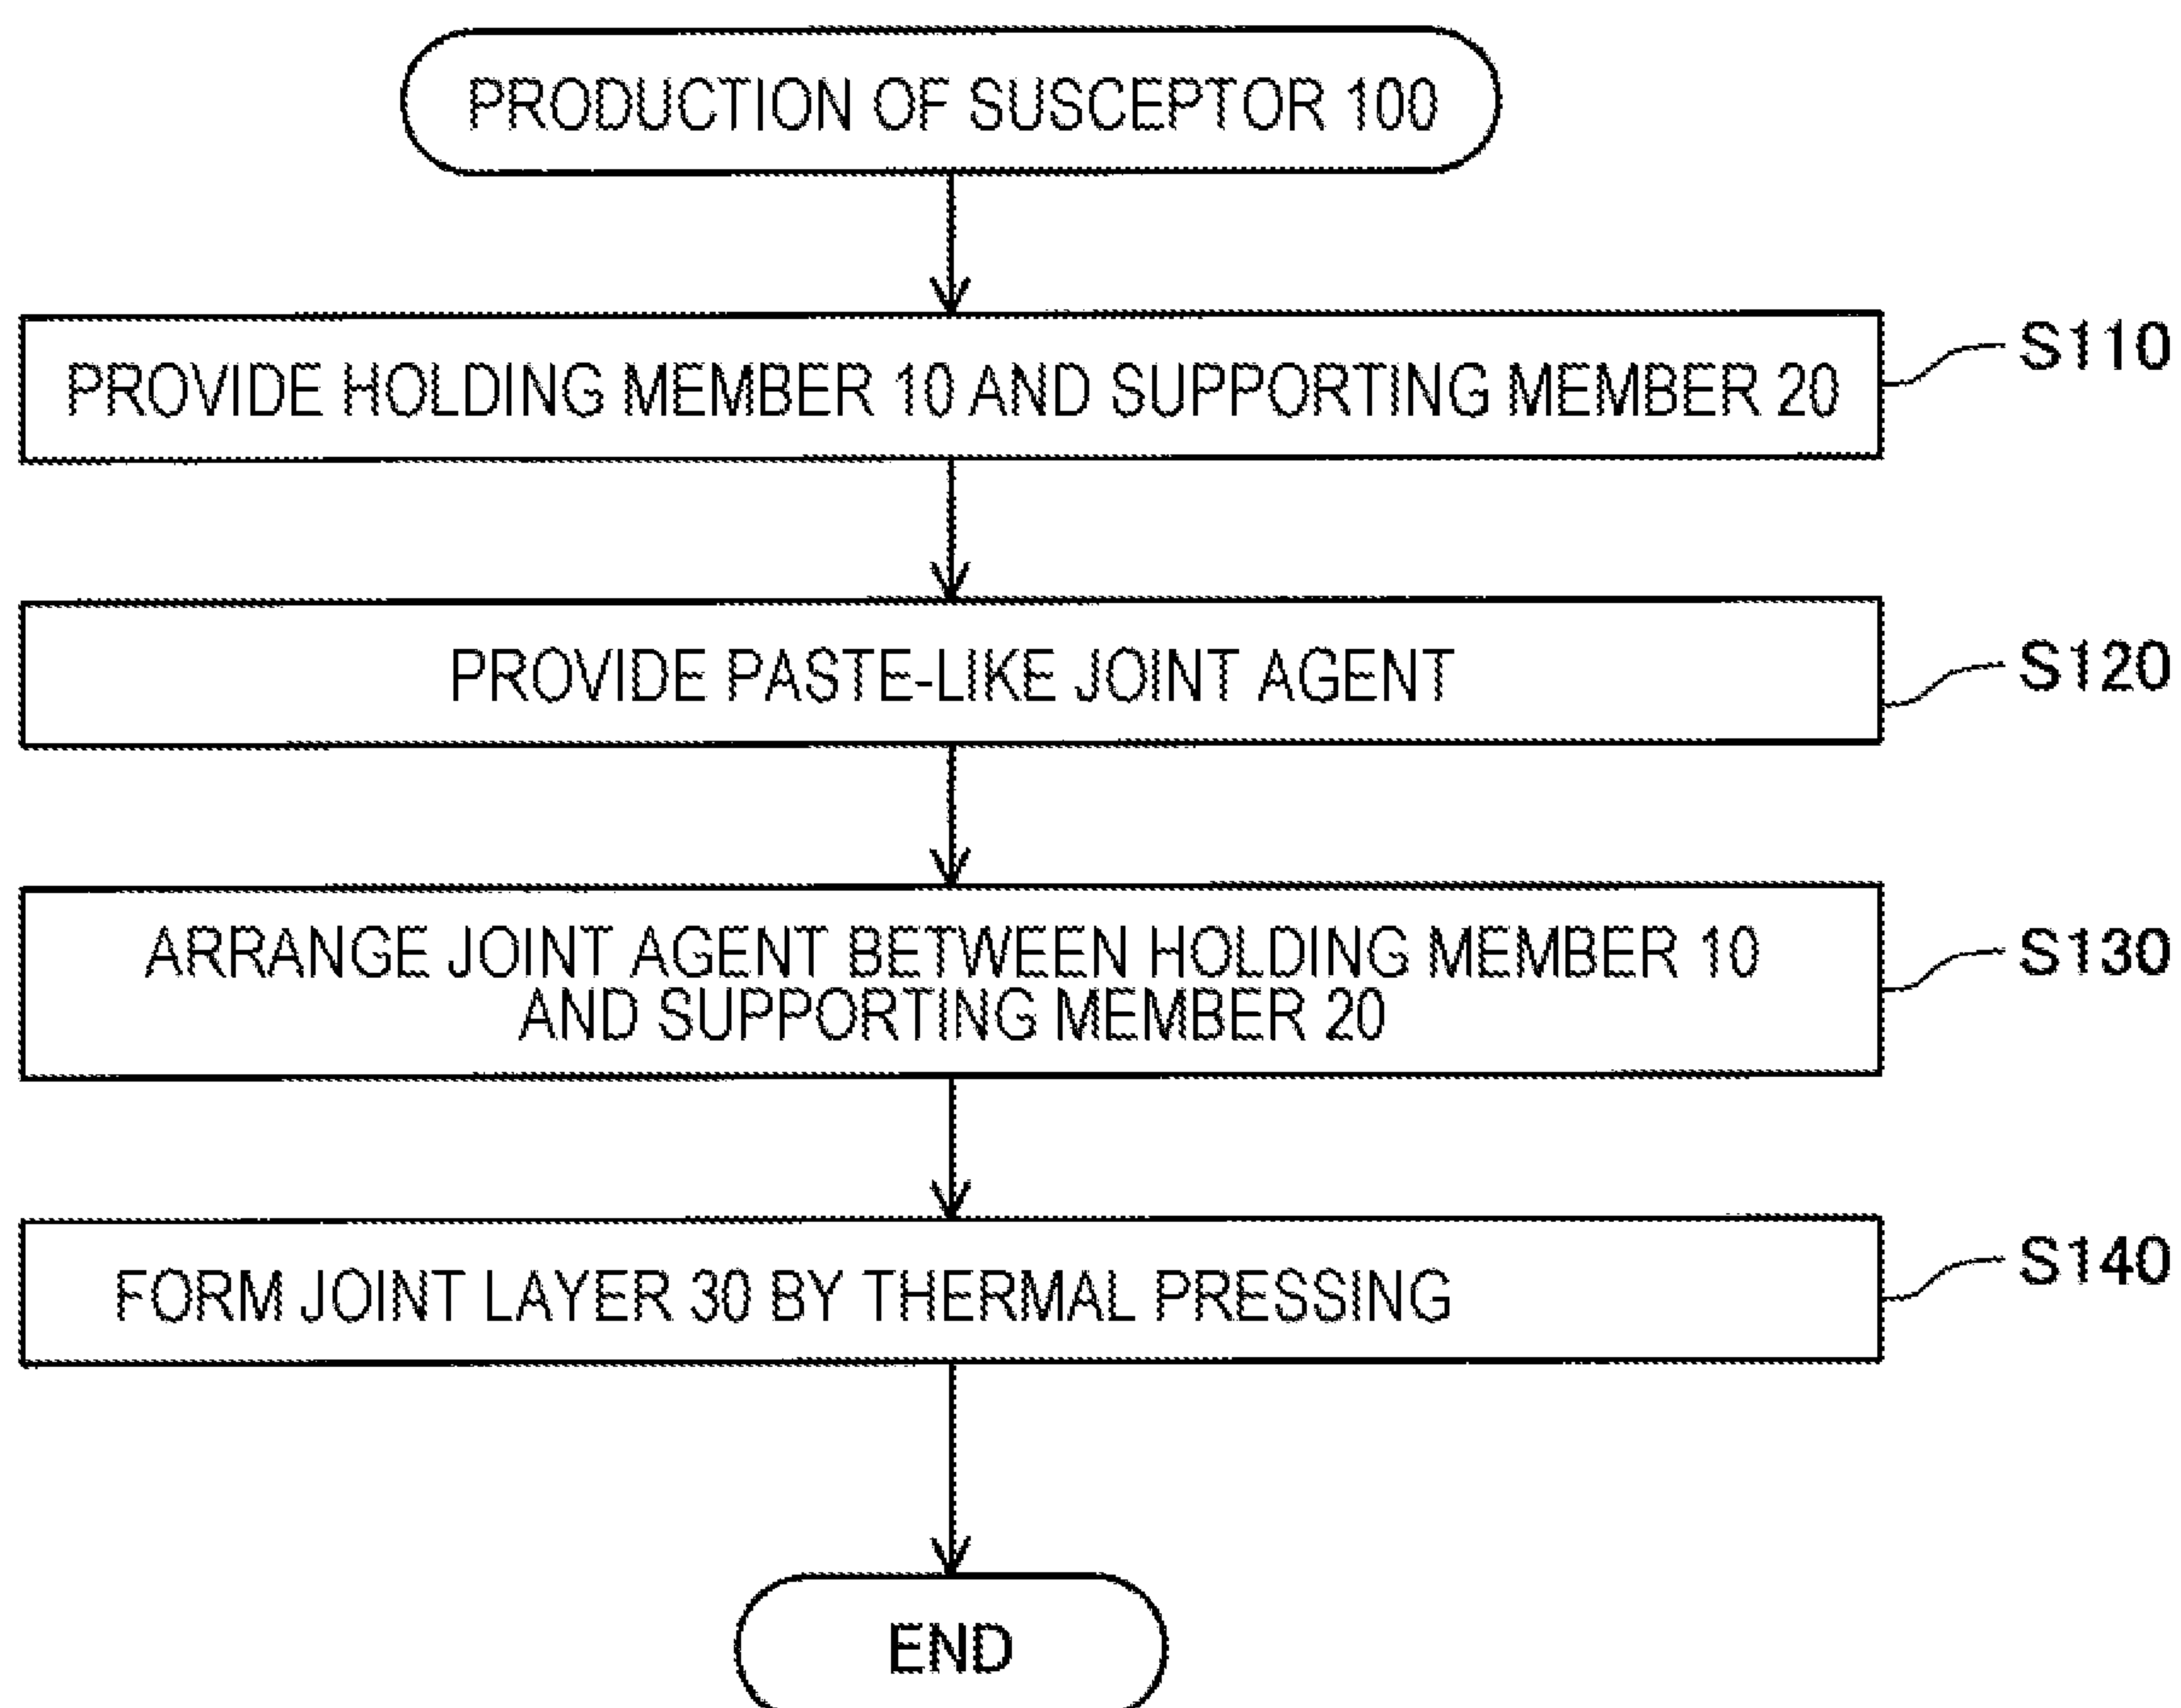 PRODUCTION OF SUSCEPTOR 100
PROVIDE HOLDING MEMBER 10 AND SUPPORTING MEMBER 20
S110
PROVIDE PASTE-LIKE JOINT AGENT
S120
ARRANGE JOINT AGENT BETWEEN HOLDING MEMBER 10
AND SUPPORTING MEMBER 20
S130
FORM JOINT LAYER 30 BY THERMAL PRESSING
S140
END